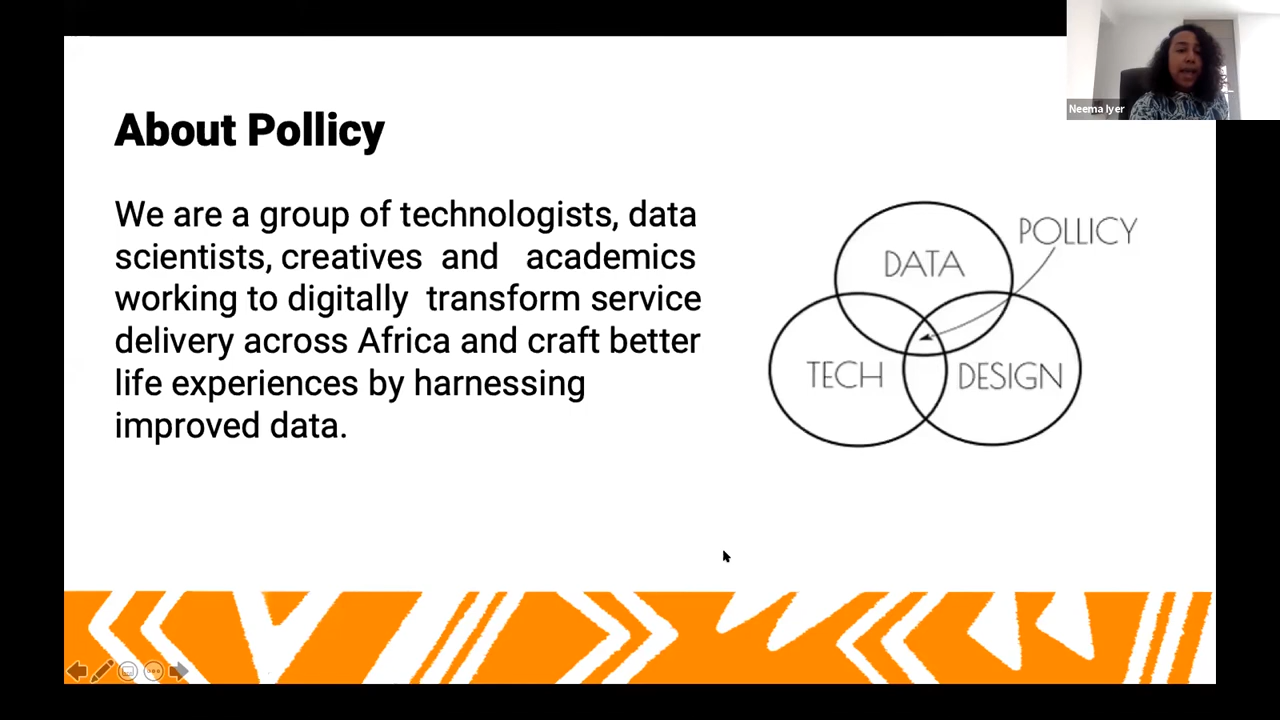 Neema Iyer
About Pollicy
We are a group of technologists, data
scientists, creatives and academics
working to digitally transform service
delivery across Africa and craft better
life experiences by harnessing
improved data.
POLLICY
DATA
TECH
DESIGN